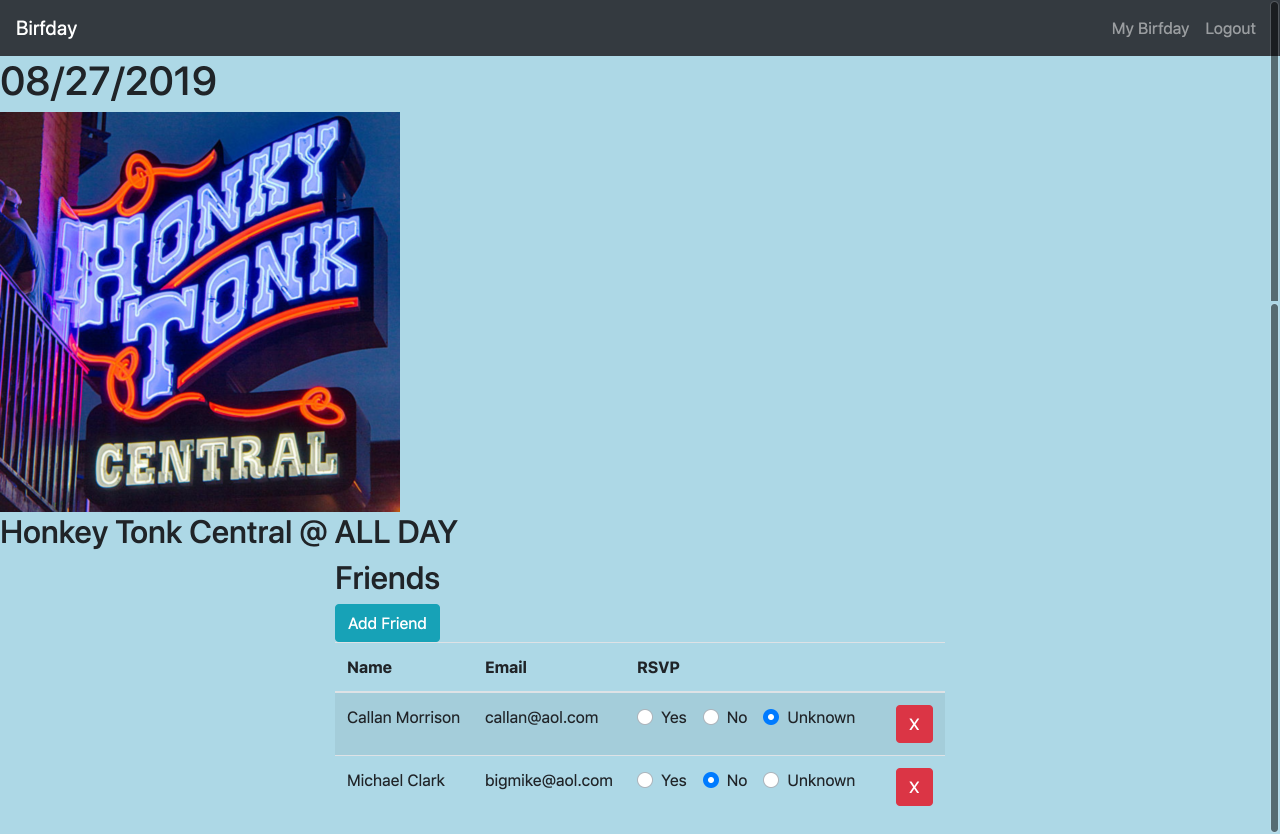 Birfday My Birfday Logout
08/27/2019
HONKY
TONK
CENTRAL
Honkey Tonk Central @ ALL DAY
Friends
Add Friend
Name Email RSVP
Callan Morrison callan@aol.com Yes No Unknown X
Michael Clark bigmike@aol.com Yes No Unknown X